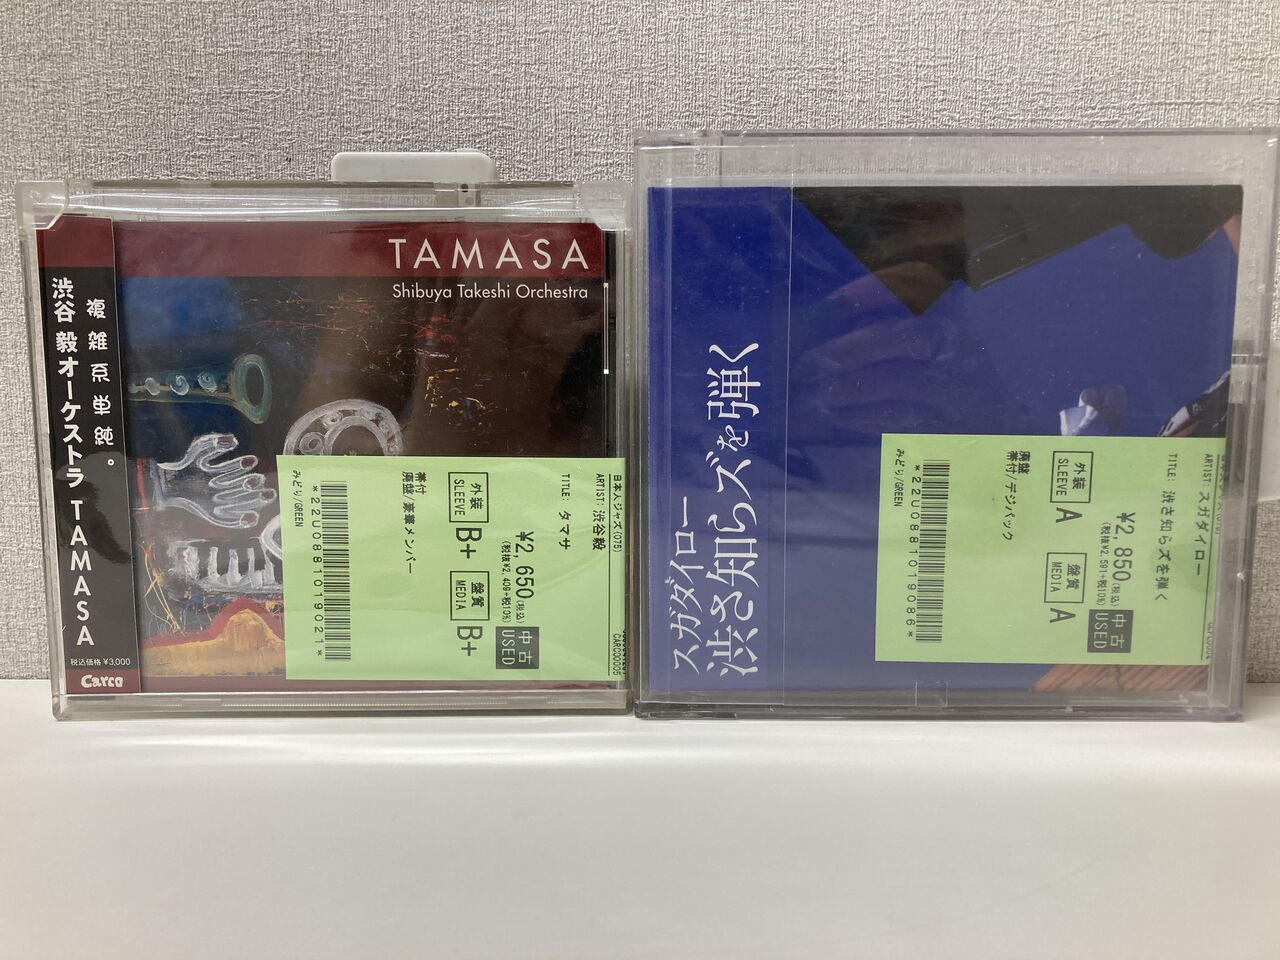 TAMASA
Shibuya Takeshi Orchestra
複雑系単純。
渋谷 毅オーケストラ TAMASA
税込価格 ¥3,000
Carco
日本人ジャズ(075)
ARTIST: 渋谷毅
TITLE: タマサ
¥2,650(税込)
(税抜¥2,409+税10%)
中古
USED
外装
SLEEVE
B+
盤質
MEDIA
B+
帯付
廃盤/豪華メンバー
*22U0881019021*
みどり/GREEN
CARC00005
スガダイロー
渋さ知らズを弾く
ARTIST: スガダイロー
TITLE: 渋さ知らズを弾く
¥2,850(税込)
(税抜¥2,591+税10%)
中古
USED
外装
SLEEVE
A
盤質
MEDIA
A
廃盤
帯付/デジパック
*22U0881019086*
みどり/GREEN